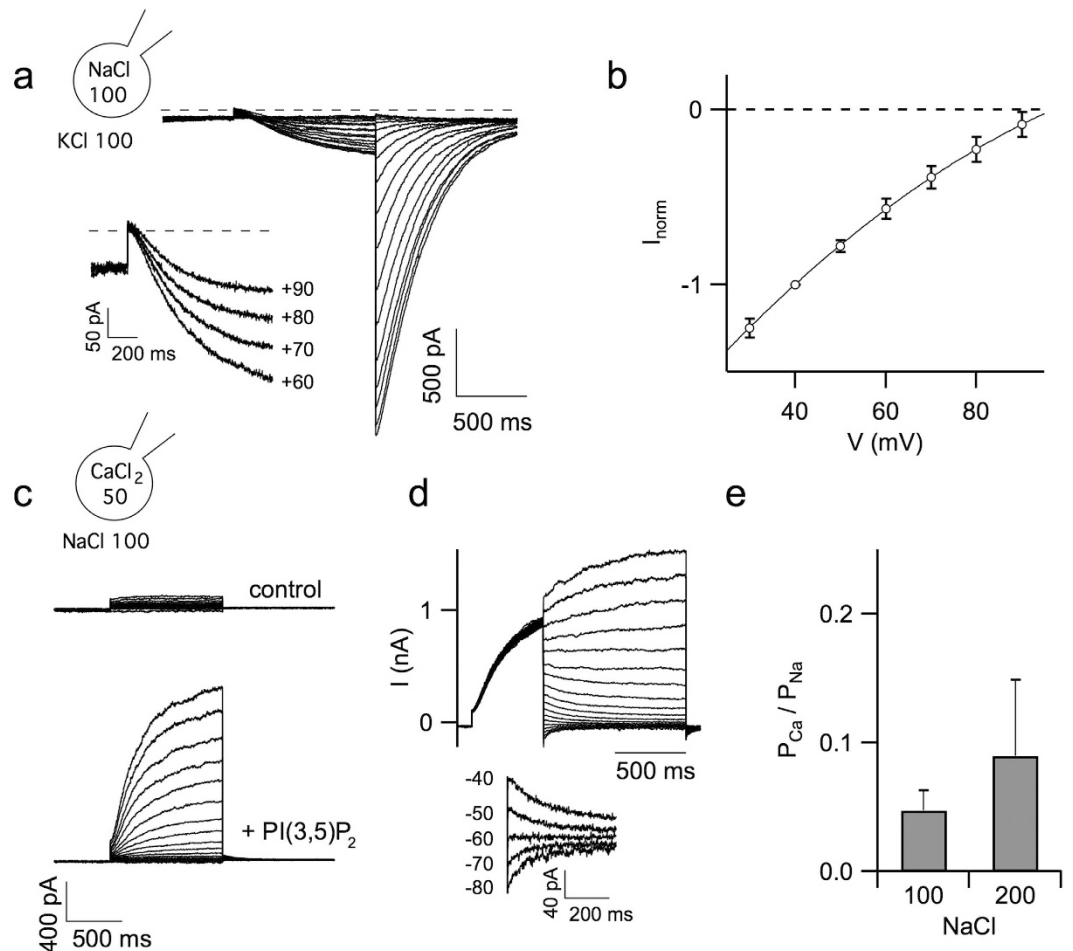 a
NaCl
100
KCl 100
+90
+80
+70
+60
50 pA
200 ms
500 pA
500 ms
b
0
-1
I norm
40
60
80
V (mV)
c
CaCl2
50
NaCl 100
control
+ PI(3,5)P2
400 pA
500 ms
d
1
0
I (nA)
500 ms
-40
-50
-60
-70
-80
40 pA
200 ms
e
0.2
0.1
0.0
PCa / PNa
100
200
NaCl